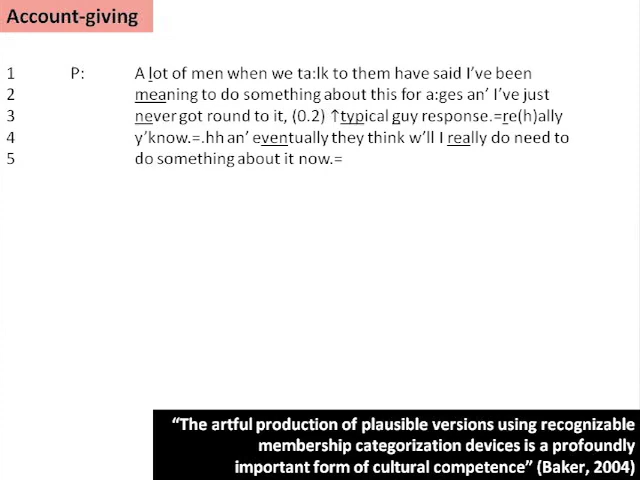 Account-giving
1 P: A lot of men when we ta:lk to them have said I've been
2 meaning to do something about this for a:ges an' I've just
3 never got round to it, (0.2) ↑typical guy response.=re(h)ally
4 y'know.=.hh an' eventually they think w'll I really do need to
5 do something about it now.=
“The artful production of plausible versions using recognizable
membership categorization devices is a profoundly
important form of cultural competence” (Baker, 2004)